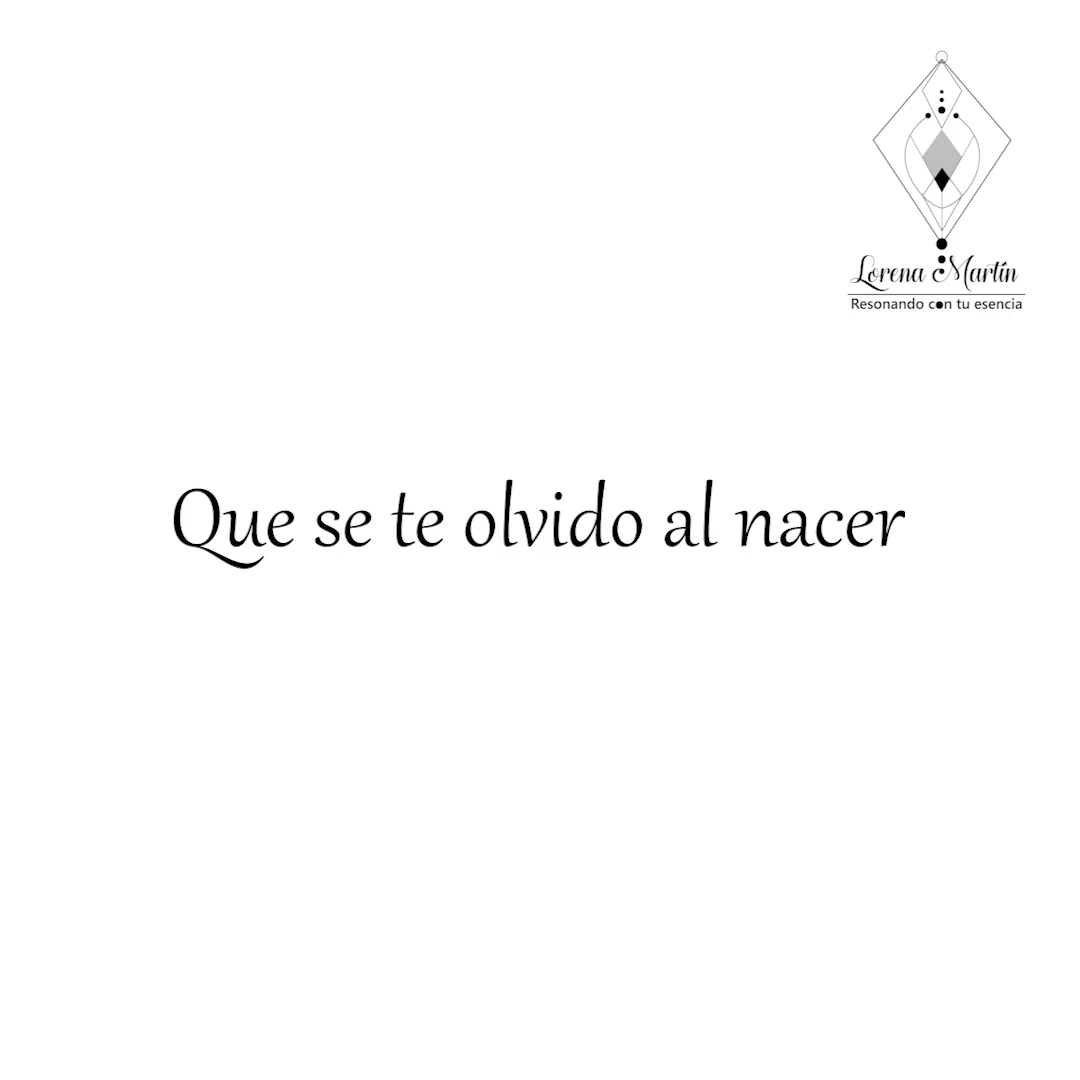 Lorena Martín
Resonando con tu esencia
Que se te olvido al nacer